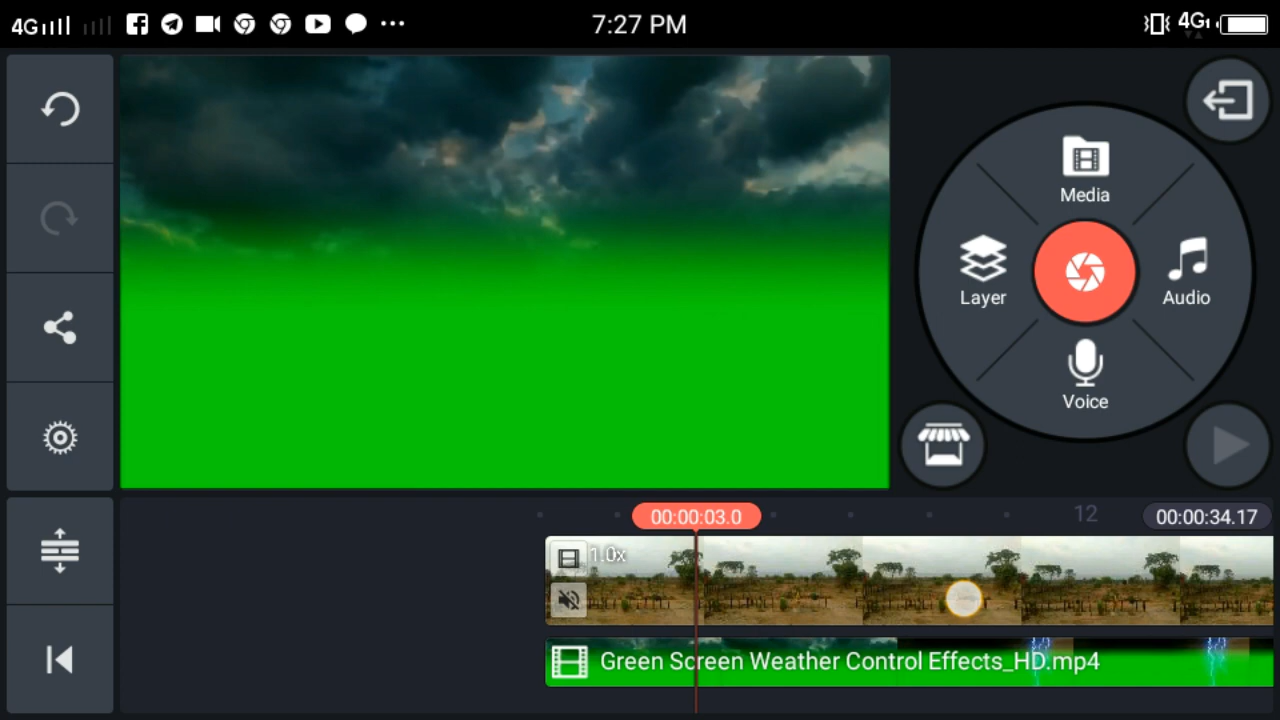 4G 7:27 PM 4G
Media
Layer
Audio
Voice
00:00:03.0 12 00:00:34.17
1.0x
Green Screen Weather Control Effects_HD.mp4